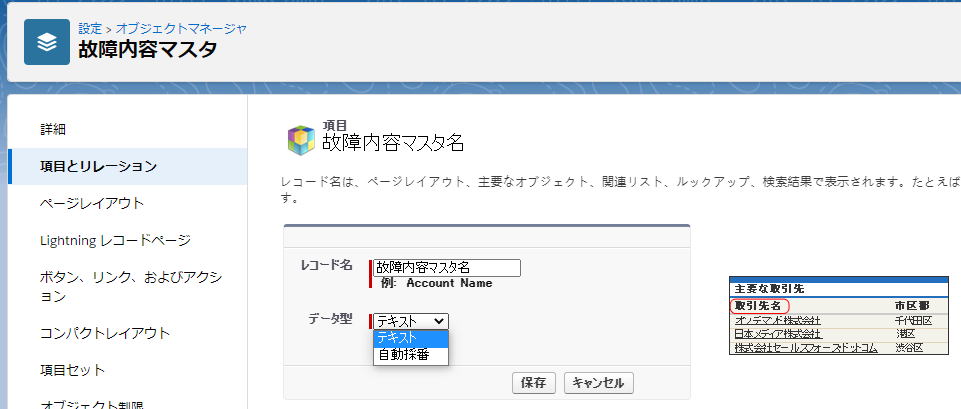 設定 > オブジェクトマネージャ
故障内容マスタ
詳細
項目とリレーション
ページレイアウト
Lightning レコードページ
ボタン、リンク、およびアクシ
ョン
コンパクトレイアウト
項目セット
オブジェクト制限
項目
故障内容マスタ名
レコード名は、ページレイアウト、主要なオブジェクト、関連リスト、ルックアップ、検索結果で表示されます。たとえば
す。
レコード名 故障内容マスタ名
例: Account Name
データ型 テキスト
テキスト
自動採番
保存 キャンセル
主要な取引先
取引先名 市区郡
オンデマンド株式会社 千代田区
日本メディア株式会社 港区
株式会社セールスフォースドットコム 渋谷区